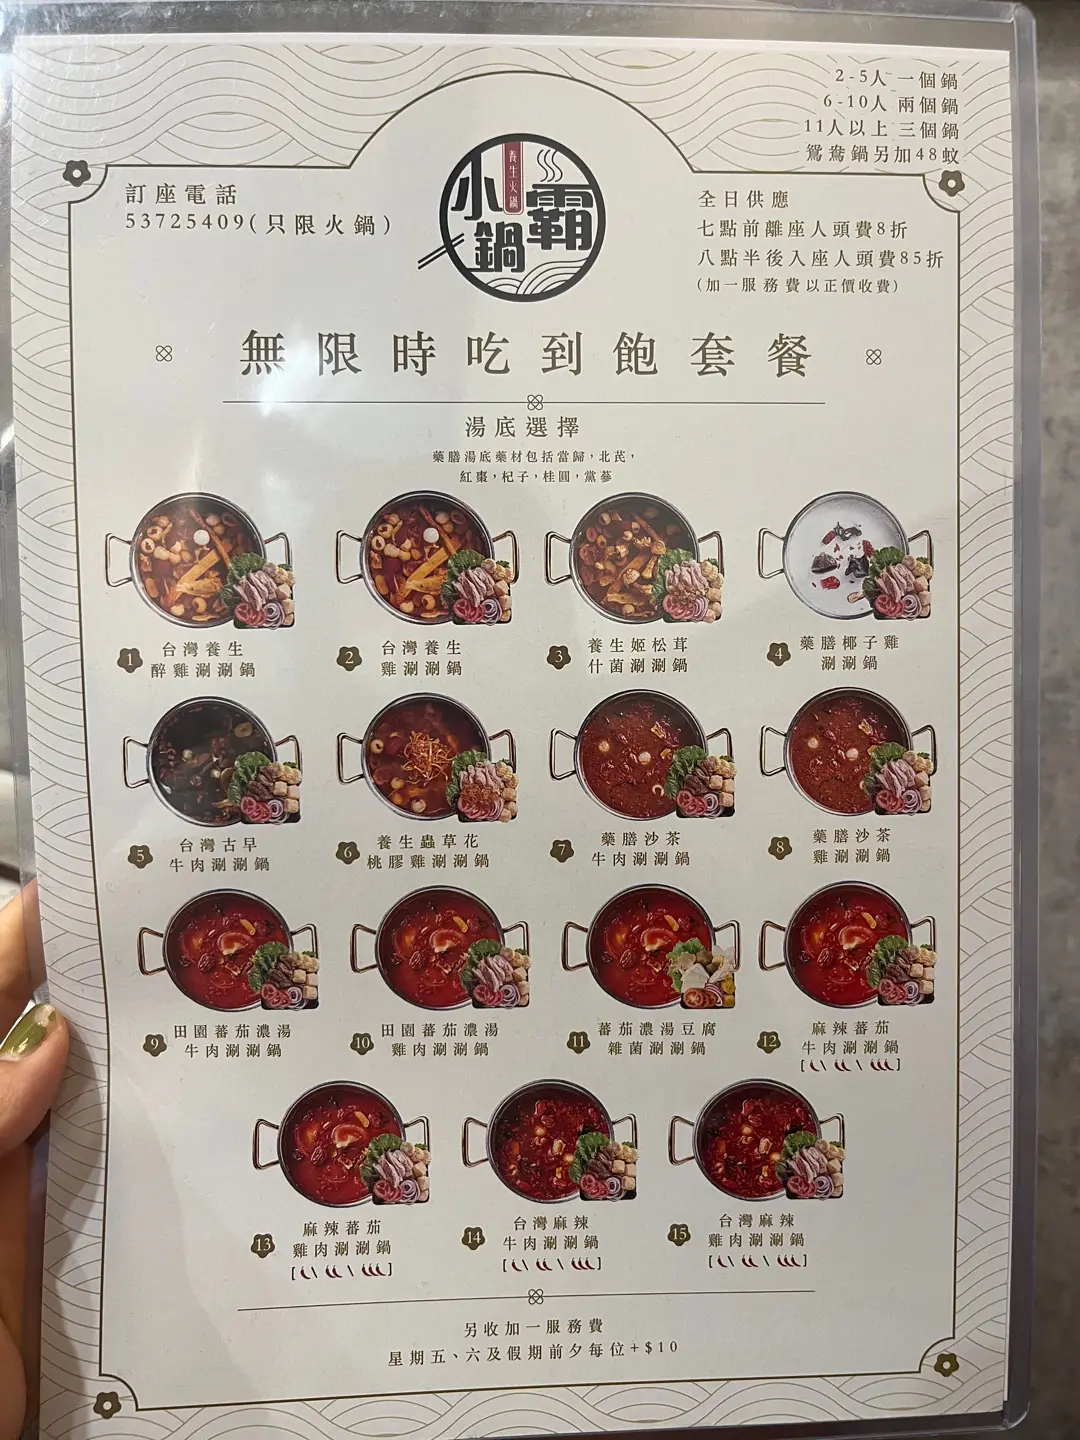 2-5人 一個鍋
6-10人 兩個鍋
11人以上 三個鍋
鴛鴦鍋另加48蚊
訂座電話
53725409(只限火鍋)
養生火鍋
小霸鍋
全日供應
七點前離座人頭費8折
八點半後入座人頭費85折
(加一服務費以正價收費)
無限時吃到飽套餐
湯底選擇
藥膳湯底藥材包括當歸，北芪，
紅棗，杞子，桂圓，黨蔘
1 台灣養生
醉雞涮涮鍋
2 台灣養生
雞涮涮鍋
3 養生姬松茸
什菌涮涮鍋
4 藥膳椰子雞
涮涮鍋
5 台灣古早
牛肉涮涮鍋
6 養生蟲草花
桃膠雞涮涮鍋
7 藥膳沙茶
牛肉涮涮鍋
8 藥膳沙茶
雞涮涮鍋
9 田園蕃茄濃湯
牛肉涮涮鍋
10 田園蕃茄濃湯
雞肉涮涮鍋
11 蕃茄濃湯豆腐
雜菌涮涮鍋
12 麻辣蕃茄
牛肉涮涮鍋
13 麻辣蕃茄
雞肉涮涮鍋
14 台灣麻辣
牛肉涮涮鍋
15 台灣麻辣
雞肉涮涮鍋
另收加一服務費
星期五、六及假期前夕每位+$10